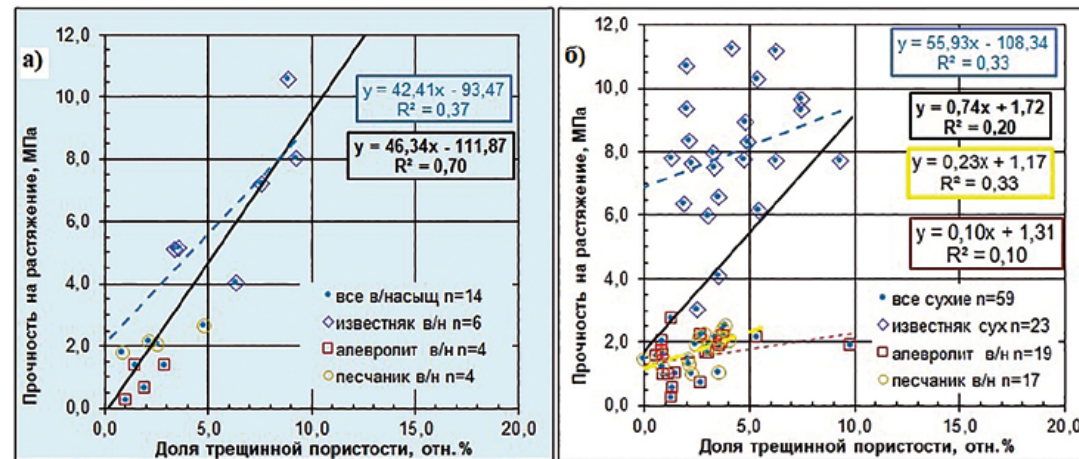 а)
12,0
10,0
8,0
6,0
4,0
2,0
0,0
Прочность на растяжение, МПа
y = 42,41x - 93,47
R² = 0,37
y = 46,34x - 111,87
R² = 0,70
все в/насыщ n=14
известняк в/н n=6
алевролит в/н n=4
песчаник в/н n=4
0,0 5,0 10,0 15,0 20,0
Доля трещинной пористости, отн.%
б)
12,0
10,0
8,0
6,0
4,0
2,0
0,0
Прочность на растяжение, МПа
y = 55,93x - 108,34
R² = 0,33
y = 0,74x + 1,72
R² = 0,20
y = 0,23x + 1,17
R² = 0,33
y = 0,10x + 1,31
R² = 0,10
все сухие n=59
известняк сух n=23
алевролит в/н n=19
песчаник в/н n=17
0,0 5,0 10,0 15,0 20,0
Доля трещинной пористости, отн.%